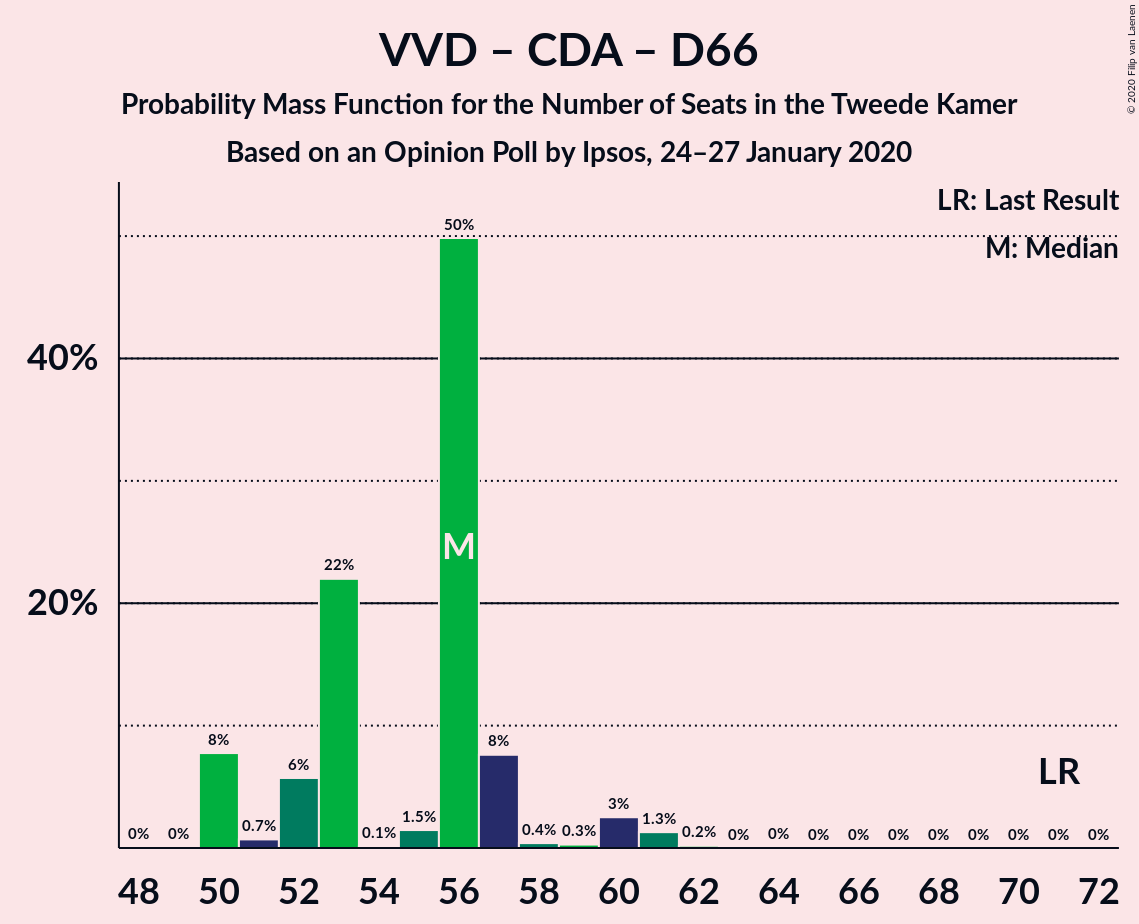 VVD – CDA – D66
Probability Mass Function for the Number of Seats in the Tweede Kamer
Based on an Opinion Poll by Ipsos, 24–27 January 2020
© 2020 Filip van Laenen
LR: Last Result
M: Median
50%
40%
M
22%
20%
8%
8%
6%
LR
3%
0% 0% 0.7% 0.1% 1.5% 0.4% 0.3% 1.3% 0.2% 0% 0% 0% 0% 0% 0% 0% 0% 0% 0%
48 50 52 54 56 58 60 62 64 66 68 70 72